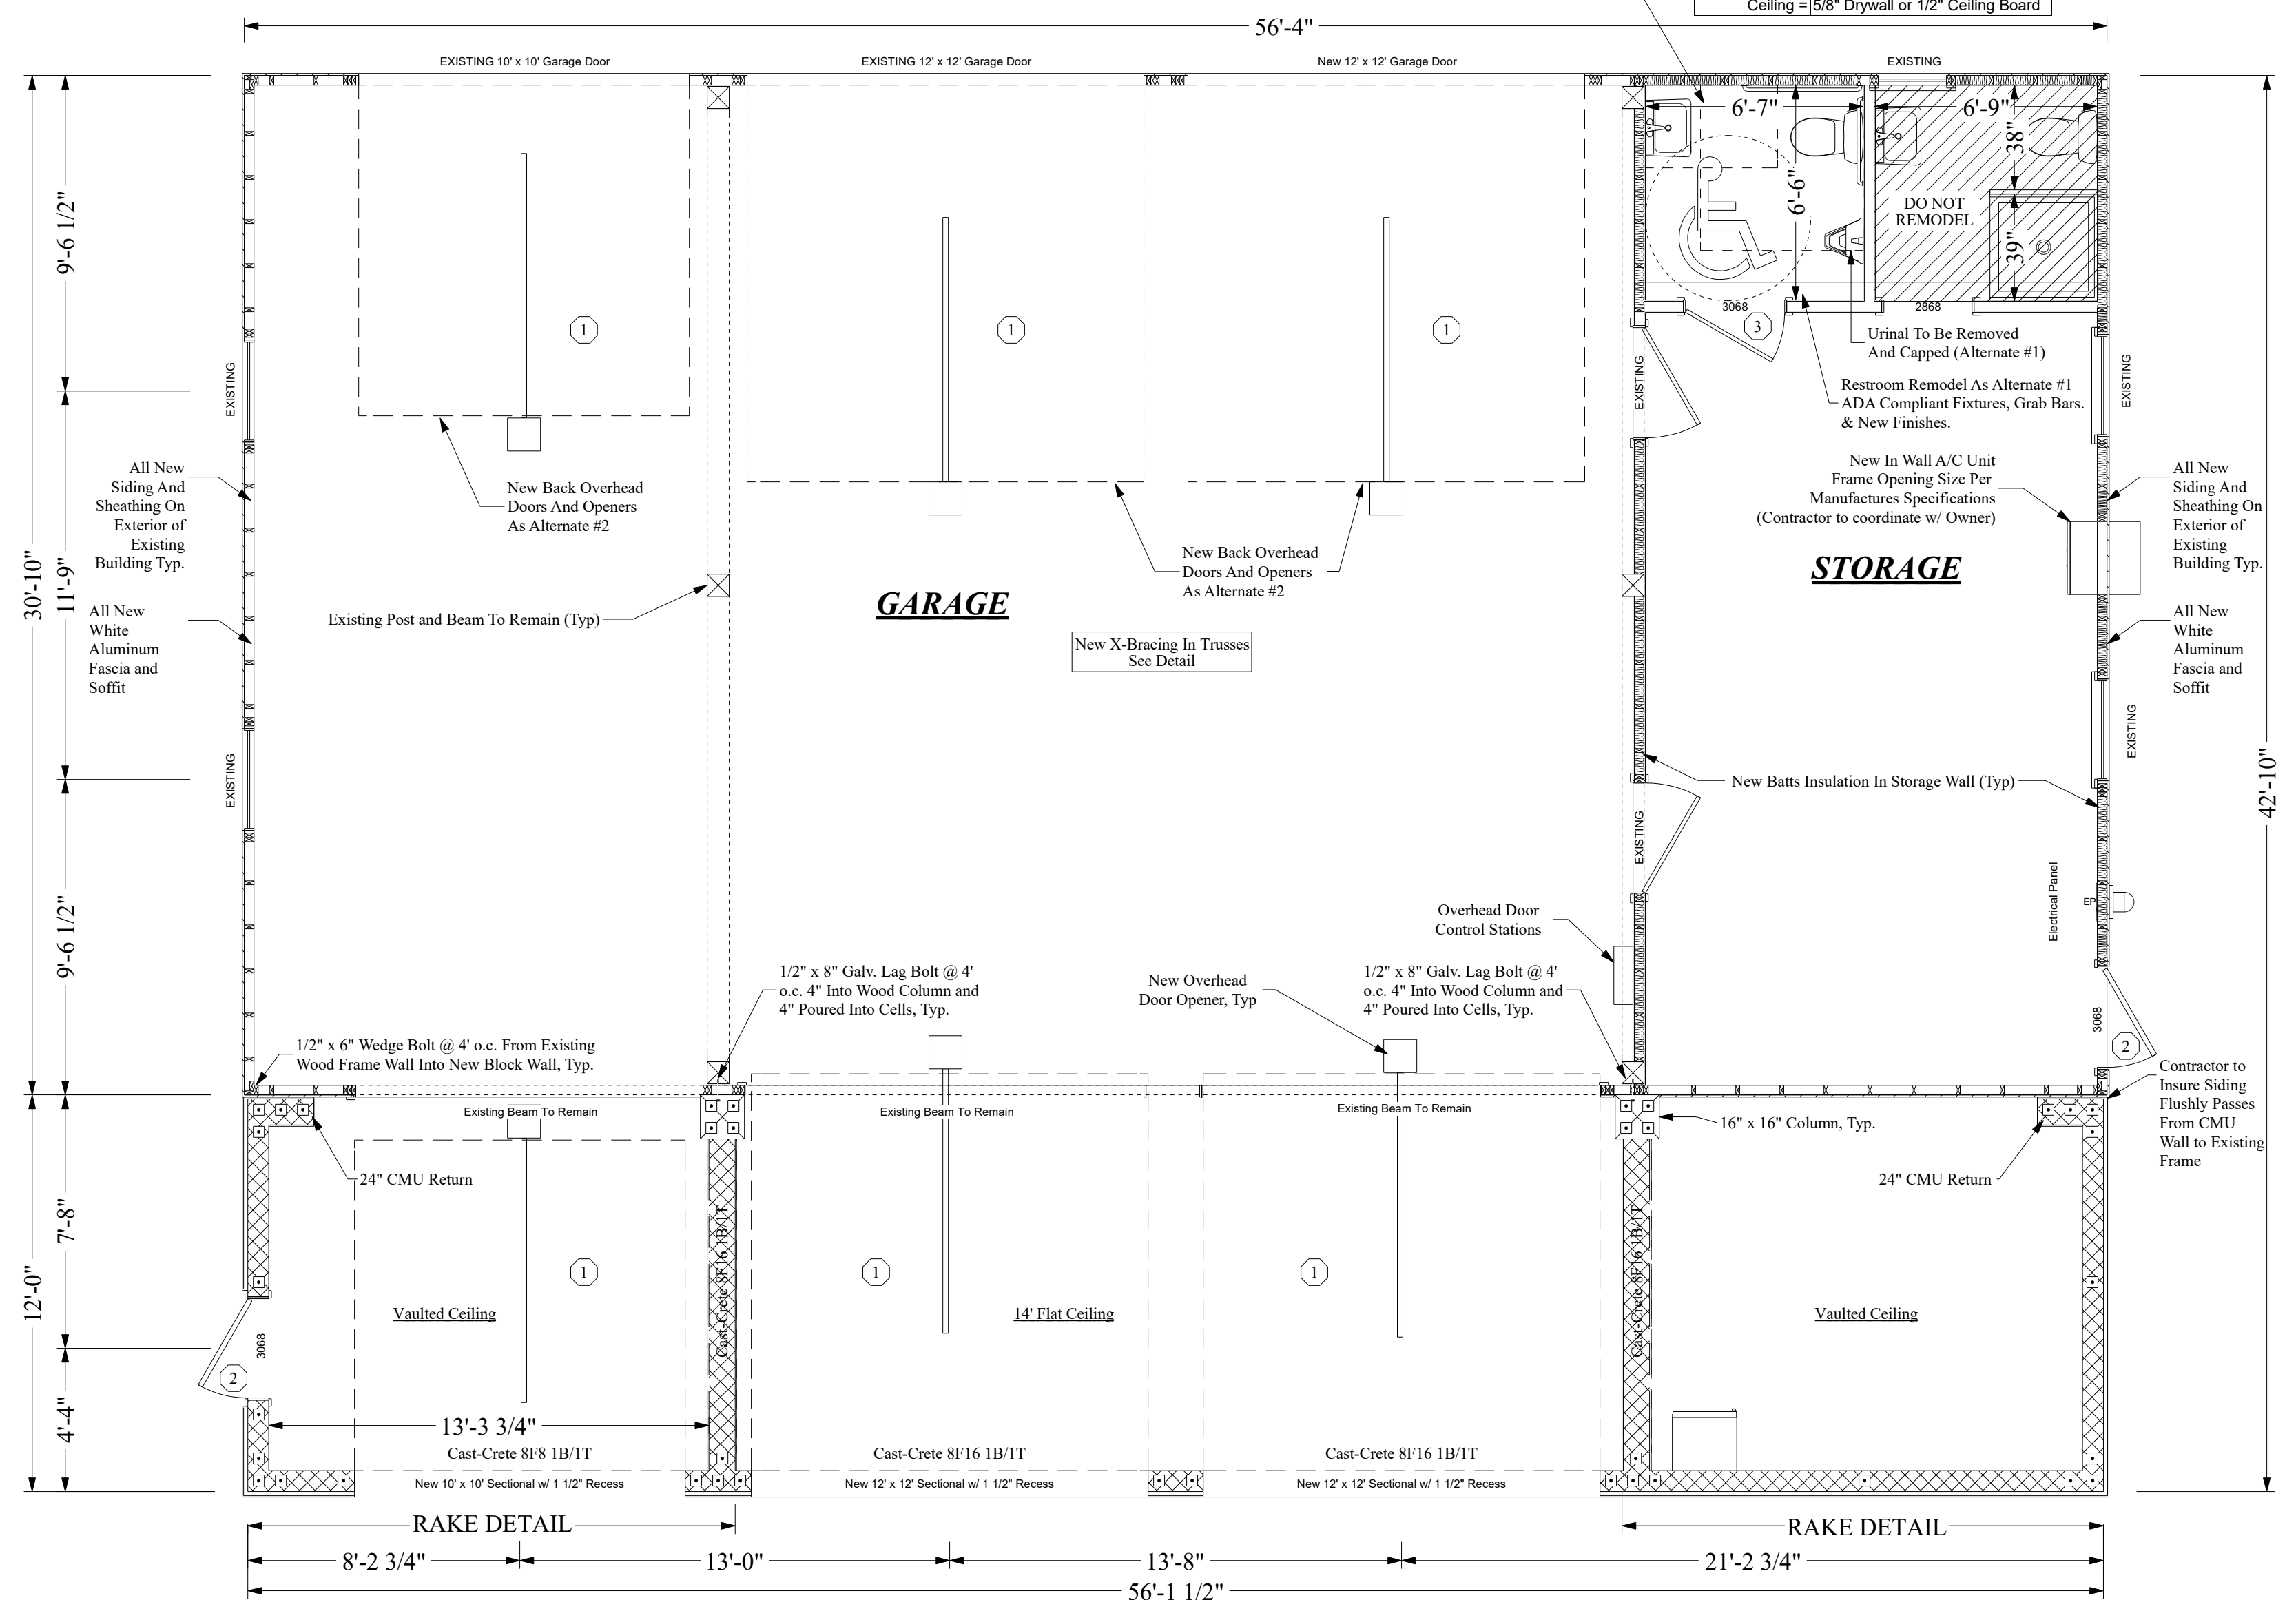 Ceiling = 5/8" Drywall or 1/2" Ceiling Board
56'-4"
EXISTING 10' x 10' Garage Door
EXISTING 12' x 12' Garage Door
New 12' x 12' Garage Door
EXISTING
6'-7"
6'-9"
38"
6'-6"
DO NOT
REMODEL
39"
9'-6 1/2"
1
1
1
3068
3
2868
Urinal To Be Removed
And Capped (Alternate #1)
EXISTING
EXISTING
EXISTING
Restroom Remodel As Alternate #1
ADA Compliant Fixtures, Grab Bars.
& New Finishes.
All New
Siding And
Sheathing On
Exterior of
Existing
Building Typ.
New Back Overhead
Doors And Openers
As Alternate #2
New In Wall A/C Unit
Frame Opening Size Per
Manufactures Specifications
(Contractor to coordinate w/ Owner)
All New
Siding And
Sheathing On
Exterior of
Existing
Building Typ.
30'-10"
11'-9"
New Back Overhead
Doors And Openers
As Alternate #2
STORAGE
GARAGE
All New
White
Aluminum
Fascia and
Soffit
Existing Post and Beam To Remain (Typ)
New X-Bracing In Trusses
See Detail
All New
White
Aluminum
Fascia and
Soffit
EXISTING
EXISTING
EXISTING
New Batts Insulation In Storage Wall (Typ)
42'-10"
9'-6 1/2"
Electrical Panel
EP
Overhead Door
Control Stations
1/2" x 8" Galv. Lag Bolt @ 4'
o.c. 4" Into Wood Column and
4" Poured Into Cells, Typ.
New Overhead
Door Opener, Typ
1/2" x 8" Galv. Lag Bolt @ 4'
o.c. 4" Into Wood Column and
4" Poured Into Cells, Typ.
3068
2
1/2" x 6" Wedge Bolt @ 4' o.c. From Existing
Wood Frame Wall Into New Block Wall, Typ.
Contractor to
Insure Siding
Flushly Passes
From CMU
Wall to Existing
Frame
Existing Beam To Remain
Existing Beam To Remain
Existing Beam To Remain
16" x 16" Column, Typ.
24" CMU Return
24" CMU Return
12'-0"
7'-8"
Cast-Crete 8F16 1B/1T
Cast-Crete 8F16 1B/1T
1
1
1
Vaulted Ceiling
14' Flat Ceiling
Vaulted Ceiling
3068
2
4'-4"
13'-3 3/4"
Cast-Crete 8F8 1B/1T
Cast-Crete 8F16 1B/1T
Cast-Crete 8F16 1B/1T
New 10' x 10' Sectional w/ 1 1/2" Recess
New 12' x 12' Sectional w/ 1 1/2" Recess
New 12' x 12' Sectional w/ 1 1/2" Recess
RAKE DETAIL
RAKE DETAIL
8'-2 3/4"
13'-0"
13'-8"
21'-2 3/4"
56'-1 1/2"